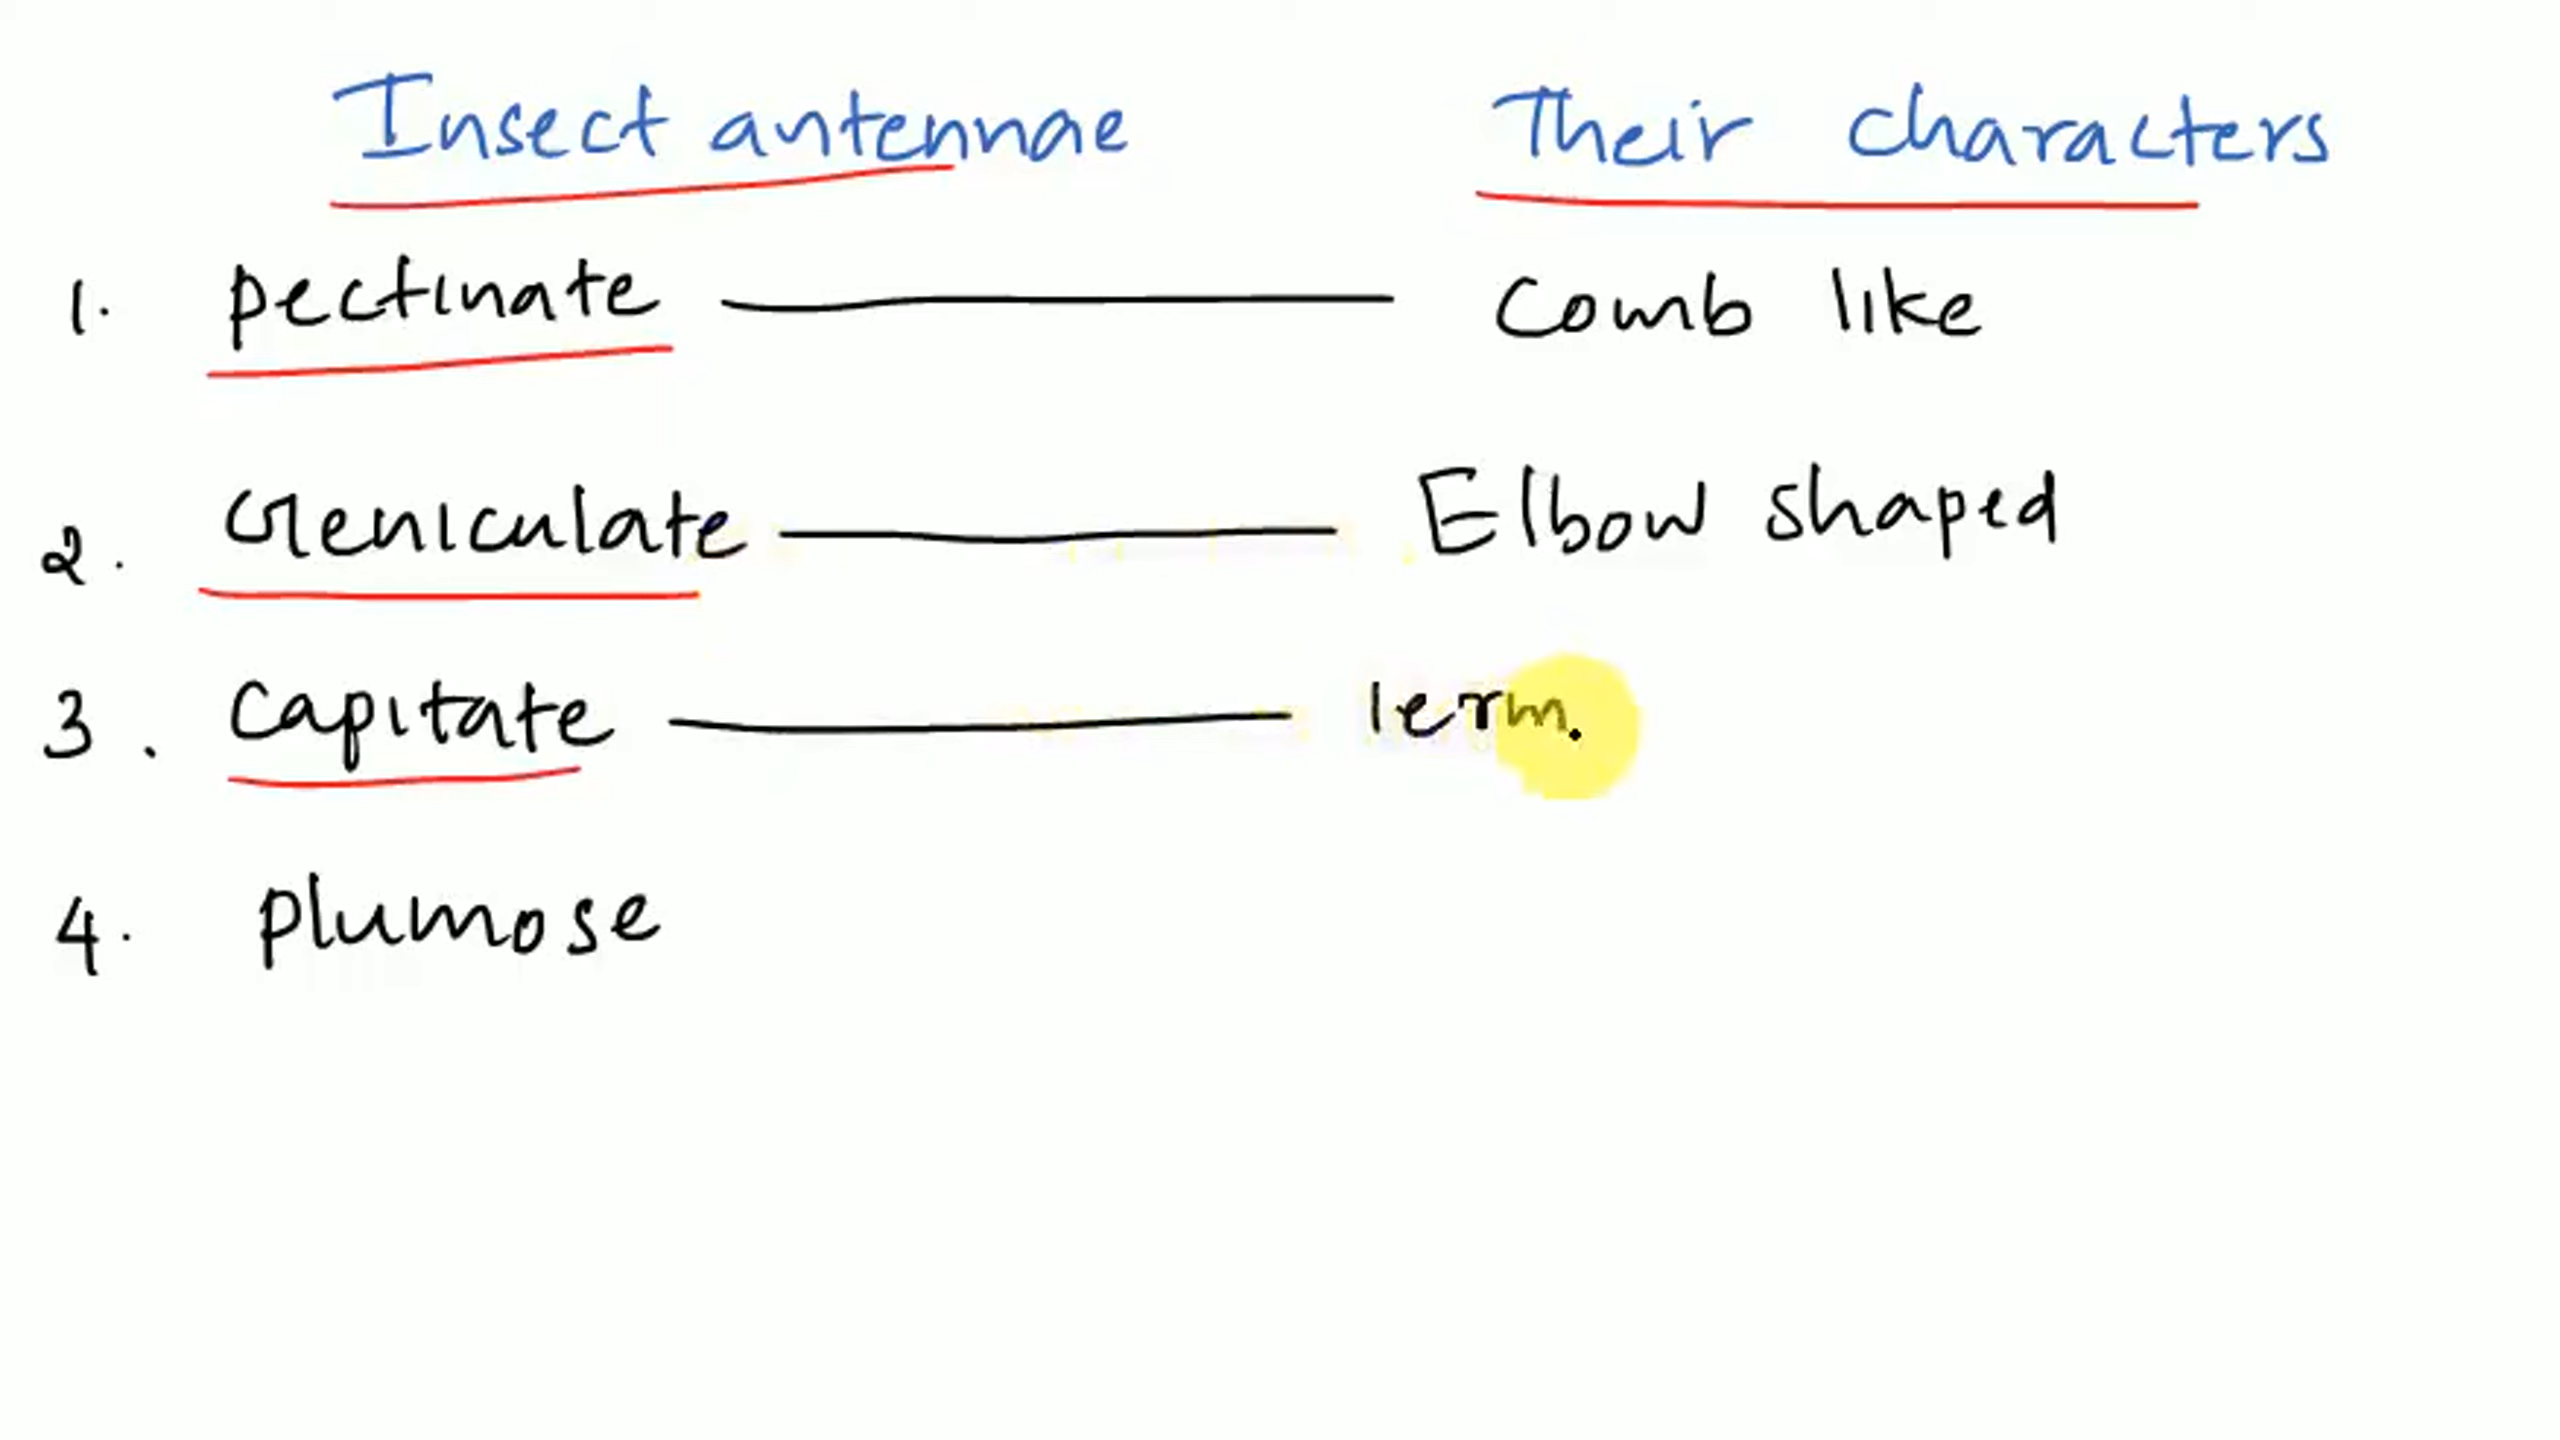 Insect antennae Their characters
1. pectinate Comb like
2. Geniculate Elbow shaped
3. Capitate Term
4. plumose